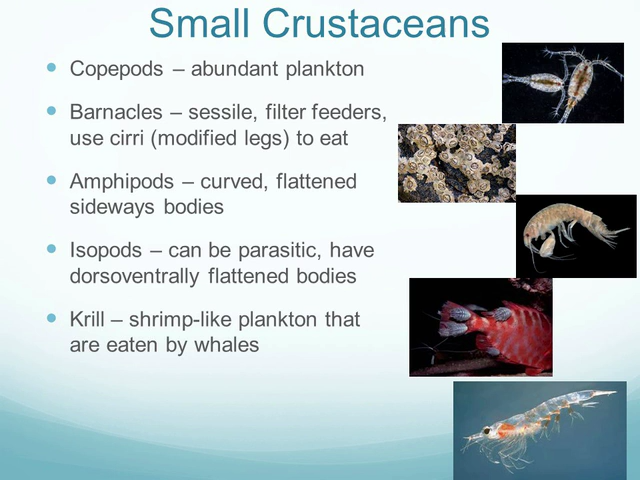 Small Crustaceans
Copepods – abundant plankton
Barnacles – sessile, filter feeders,
use cirri (modified legs) to eat
Amphipods – curved, flattened
sideways bodies
Isopods – can be parasitic, have
dorsoventrally flattened bodies
Krill – shrimp-like plankton that
are eaten by whales